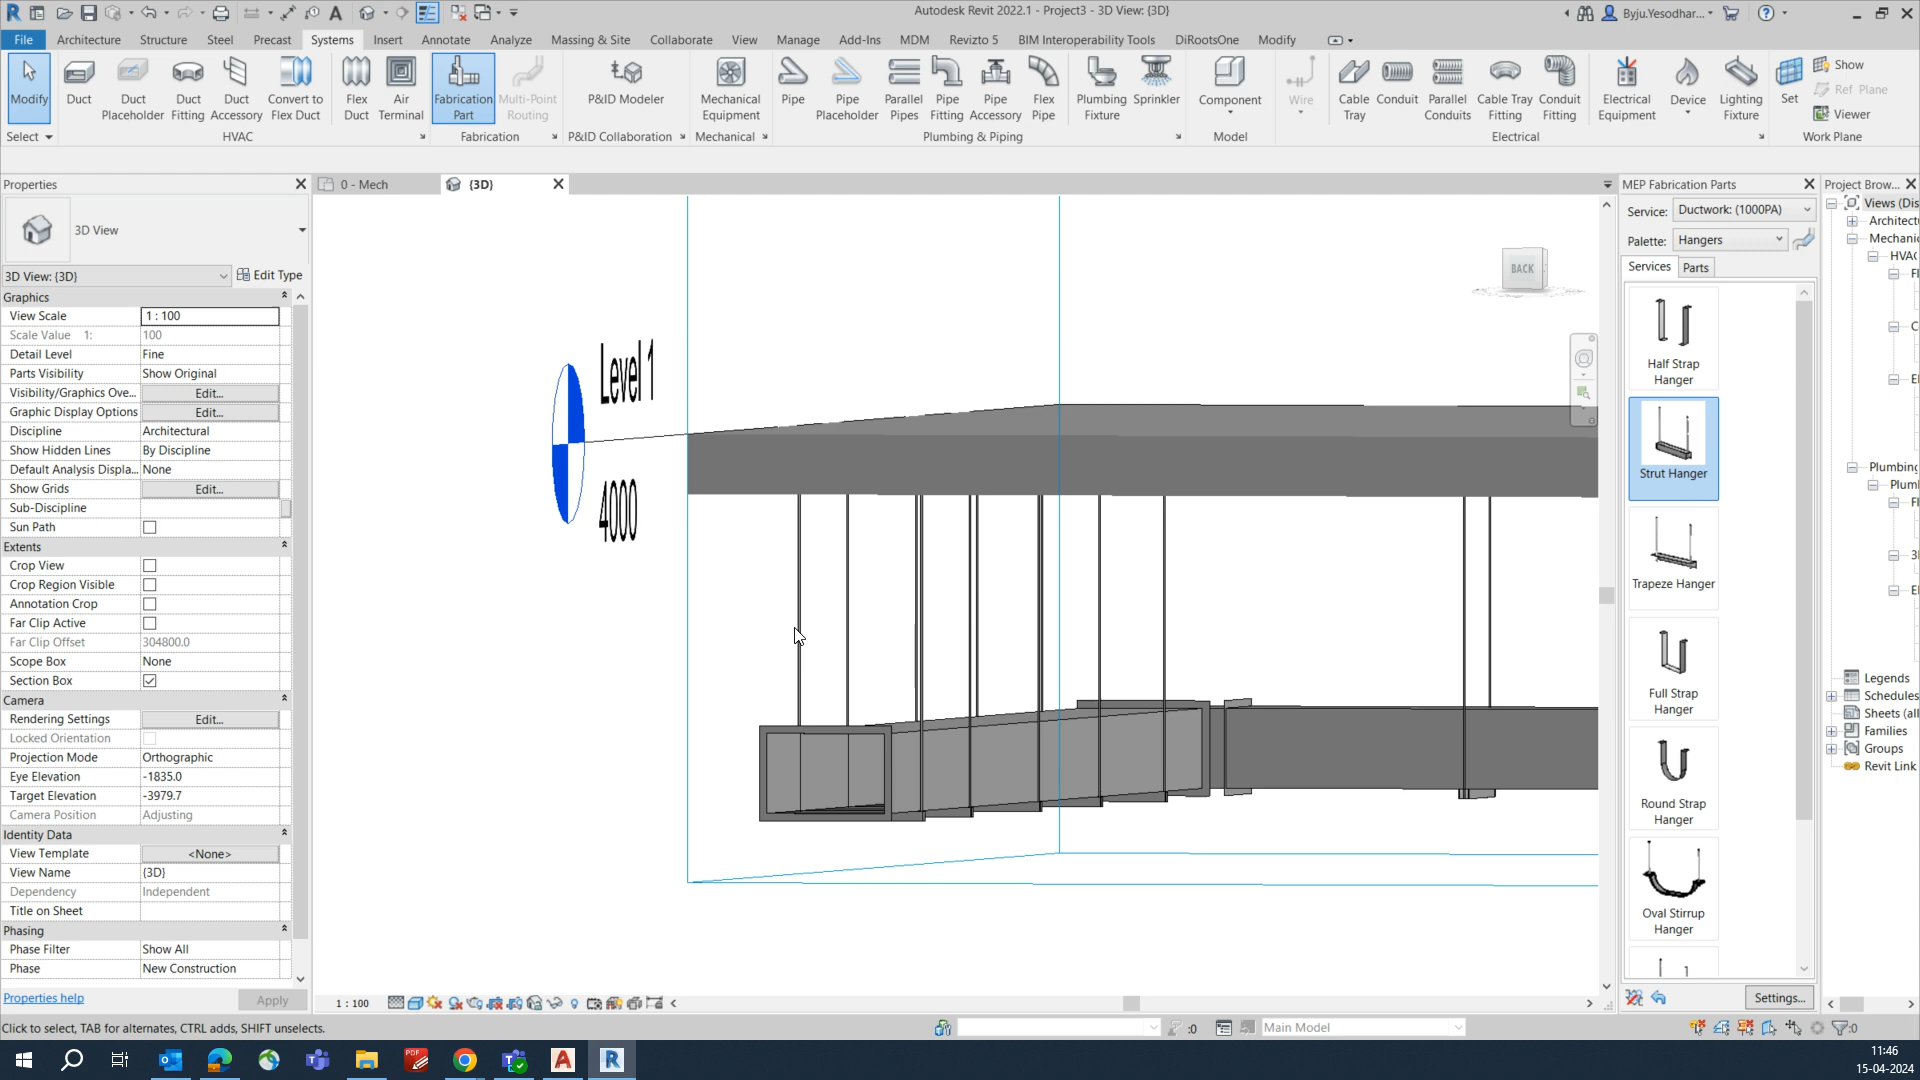 Autodesk Revit 2022.1 - Project3 - 3D View: {3D}
Byju.Yesodhar...
File Architecture Structure Steel Precast Systems Insert Annotate Analyze Massing & Site Collaborate View Manage Add-Ins MDM Revizto 5 BIM Interoperability Tools DiRootsOne Modify
Modify
Duct
Duct Placeholder
Duct Fitting
Duct Accessory
Convert to Flex Duct
Flex Duct
Air Terminal
Fabrication Part
Multi-Point Routing
P&ID Modeler
Mechanical Equipment
Pipe
Pipe Placeholder
Parallel Pipes
Pipe Fitting
Pipe Accessory
Flex Pipe
Plumbing Fixture
Sprinkler
Component
Wire
Cable Tray
Conduit
Parallel Conduits
Cable Tray Fitting
Conduit Fitting
Electrical Equipment
Device
Lighting Fixture
Set
Show
Ref Plane
Viewer
Select HVAC Fabrication P&ID Collaboration Mechanical Plumbing & Piping Model Electrical Work Plane
Properties
3D View
3D View: {3D} Edit Type
Graphics
View Scale 1 : 100
Scale Value 1: 100
Detail Level Fine
Parts Visibility Show Original
Visibility/Graphics Ove... Edit...
Graphic Display Options Edit...
Discipline Architectural
Show Hidden Lines By Discipline
Default Analysis Displa... None
Show Grids Edit...
Sub-Discipline
Sun Path
Extents
Crop View
Crop Region Visible
Annotation Crop
Far Clip Active
Far Clip Offset 304800.0
Scope Box None
Section Box
Camera
Rendering Settings Edit...
Locked Orientation
Projection Mode Orthographic
Eye Elevation -1835.0
Target Elevation -3979.7
Camera Position Adjusting
Identity Data
View Template <None>
View Name {3D}
Dependency Independent
Title on Sheet
Phasing
Phase Filter Show All
Phase New Construction
Properties help Apply
0 - Mech {3D}
Level 1
4000
BACK
1 : 100
MEP Fabrication Parts
Service: Ductwork: (1000PA)
Palette: Hangers
Services Parts
Half Strap
Hanger
Strut Hanger
Trapeze Hanger
Full Strap
Hanger
Round Strap
Hanger
Oval Stirrup
Hanger
Settings...
Project Brow...
Views (Dis
Architect
Mechanic
HVAC
Fl
C
El
Plumbing
Plum
Fl
3
El
Legends
Schedules
Sheets (all
Families
Groups
Revit Link
Click to select, TAB for alternates, CTRL adds, SHIFT unselects.
:0
Main Model
:0
11:46
15-04-2024